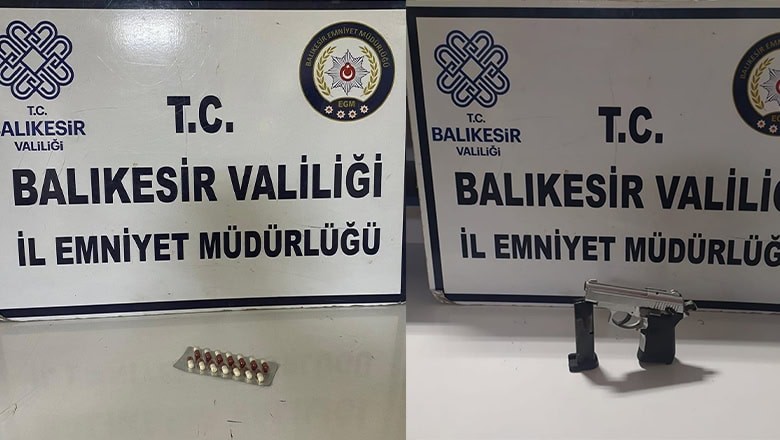 T.C.
BALIKESİR
VALİLİĞİ
BALIKESİR EMNİYET MÜDÜRLÜĞÜ
EGM
T.C.
BALIKESİR VALİLİĞİ
İL EMNİYET MÜDÜRLÜĞÜ
T.C.
BALIKESİR
VALİLİĞİ
T.C.
BALIKESİR VALİLİĞ
İL EMNİYET MÜDÜRLÜĞ